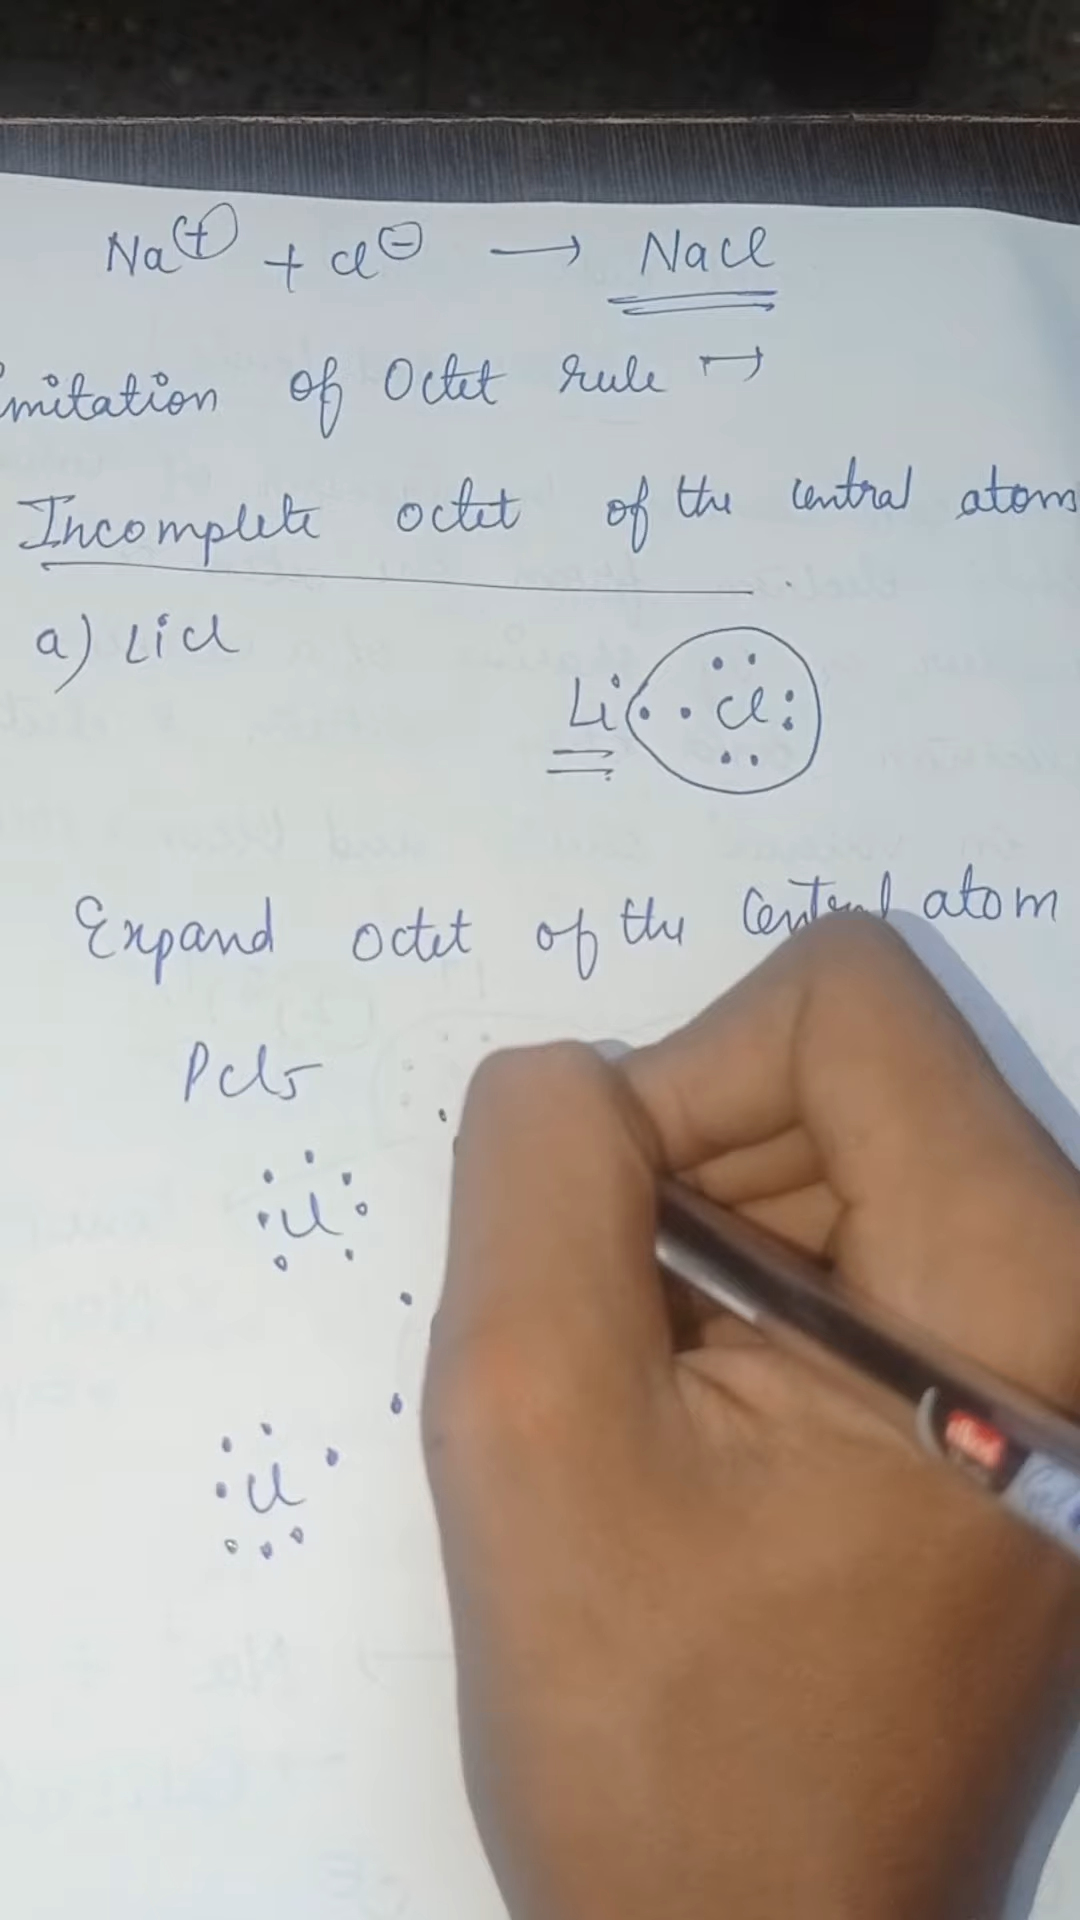 Na⊕ + Cl⊖ → NaCl
mitation of Octet rule →
Incomplete octet of the central atom
a) LiCl
Li Cl
Expand octet of the Central atom
PCl5
Cl
Cl